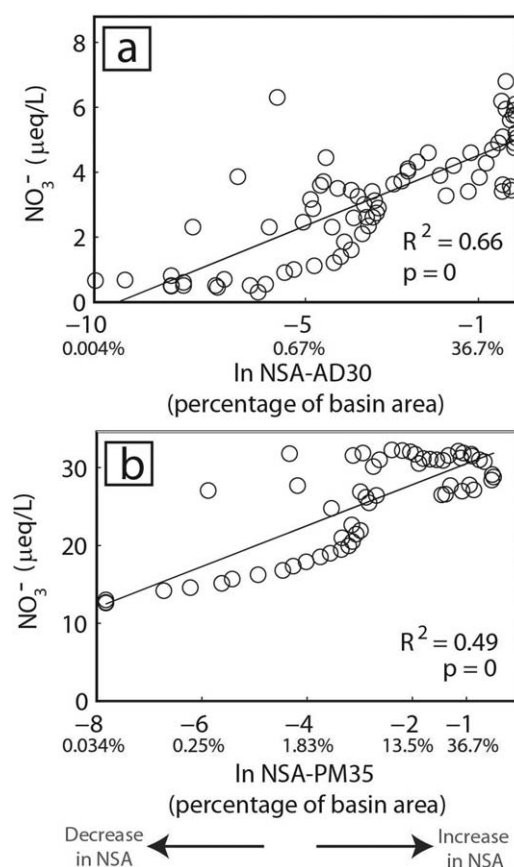 a
8
6
4
2
0
NO₃⁻ (μeq/L)
R² = 0.66
p = 0
−10 −5 −1
0.004% 0.67% 36.7%
ln NSA-AD30
(percentage of basin area)
b
30
20
10
0
NO₃⁻ (μeq/L)
R² = 0.49
p = 0
−8 −6 −4 −2 −1
0.034% 0.25% 1.83% 13.5% 36.7%
ln NSA-PM35
(percentage of basin area)
Decrease Increase
in NSA in NSA